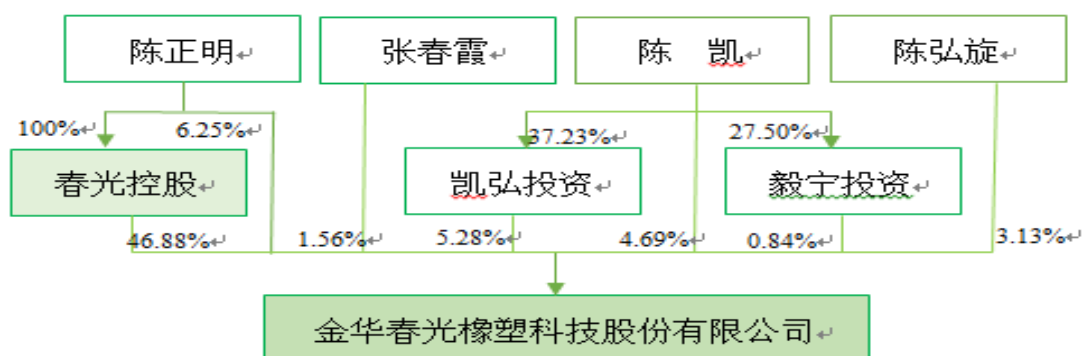 陈正明
张春霞
陈 凯
陈弘旋
100%
6.25%
37.23%
27.50%
春光控股
凯弘投资
毅宁投资
46.88%
1.56%
5.28%
4.69%
0.84%
3.13%
金华春光橡塑科技股份有限公司